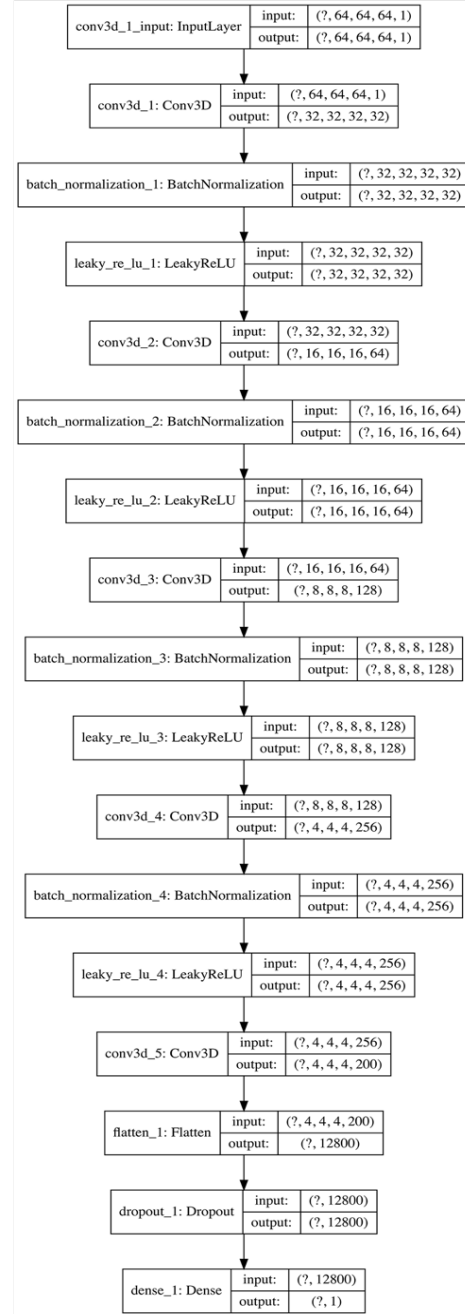 conv3d_1_input: InputLayer
input: (?, 64, 64, 64, 1)
output: (?, 64, 64, 64, 1)
conv3d_1: Conv3D
input: (?, 64, 64, 64, 1)
output: (?, 32, 32, 32, 32)
batch_normalization_1: BatchNormalization
input: (?, 32, 32, 32, 32)
output: (?, 32, 32, 32, 32)
leaky_re_lu_1: LeakyReLU
input: (?, 32, 32, 32, 32)
output: (?, 32, 32, 32, 32)
conv3d_2: Conv3D
input: (?, 32, 32, 32, 32)
output: (?, 16, 16, 16, 64)
batch_normalization_2: BatchNormalization
input: (?, 16, 16, 16, 64)
output: (?, 16, 16, 16, 64)
leaky_re_lu_2: LeakyReLU
input: (?, 16, 16, 16, 64)
output: (?, 16, 16, 16, 64)
conv3d_3: Conv3D
input: (?, 16, 16, 16, 64)
output: (?, 8, 8, 8, 128)
batch_normalization_3: BatchNormalization
input: (?, 8, 8, 8, 128)
output: (?, 8, 8, 8, 128)
leaky_re_lu_3: LeakyReLU
input: (?, 8, 8, 8, 128)
output: (?, 8, 8, 8, 128)
conv3d_4: Conv3D
input: (?, 8, 8, 8, 128)
output: (?, 4, 4, 4, 256)
batch_normalization_4: BatchNormalization
input: (?, 4, 4, 4, 256)
output: (?, 4, 4, 4, 256)
leaky_re_lu_4: LeakyReLU
input: (?, 4, 4, 4, 256)
output: (?, 4, 4, 4, 256)
conv3d_5: Conv3D
input: (?, 4, 4, 4, 256)
output: (?, 4, 4, 4, 200)
flatten_1: Flatten
input: (?, 4, 4, 4, 200)
output: (?, 12800)
dropout_1: Dropout
input: (?, 12800)
output: (?, 12800)
dense_1: Dense
input: (?, 12800)
output: (?, 1)